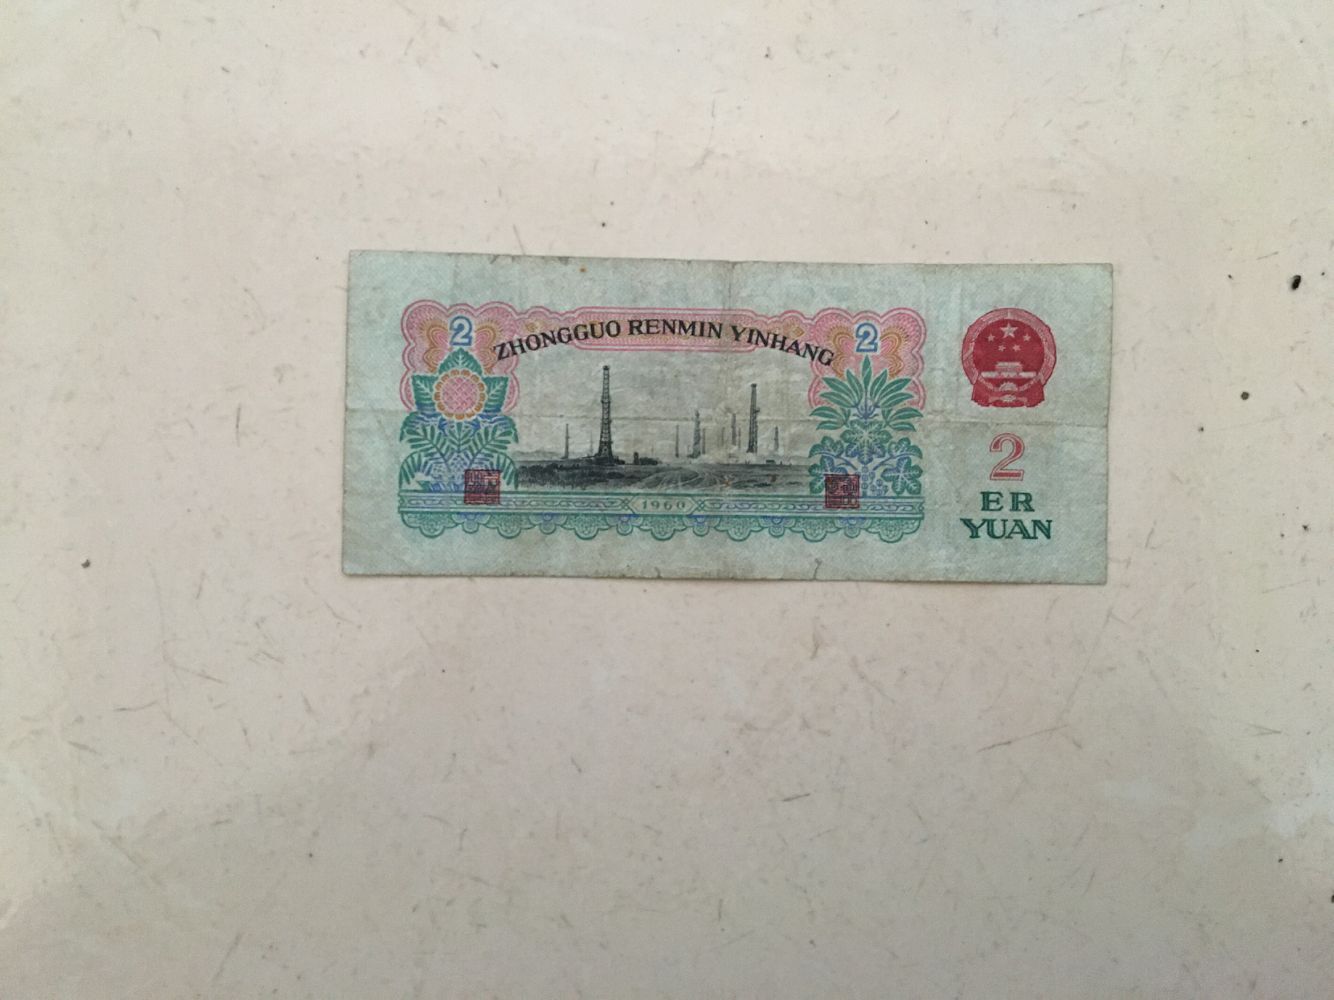 ZHONGGUO RENMIN YINHANG
2
2
1960
2
ER
YUAN